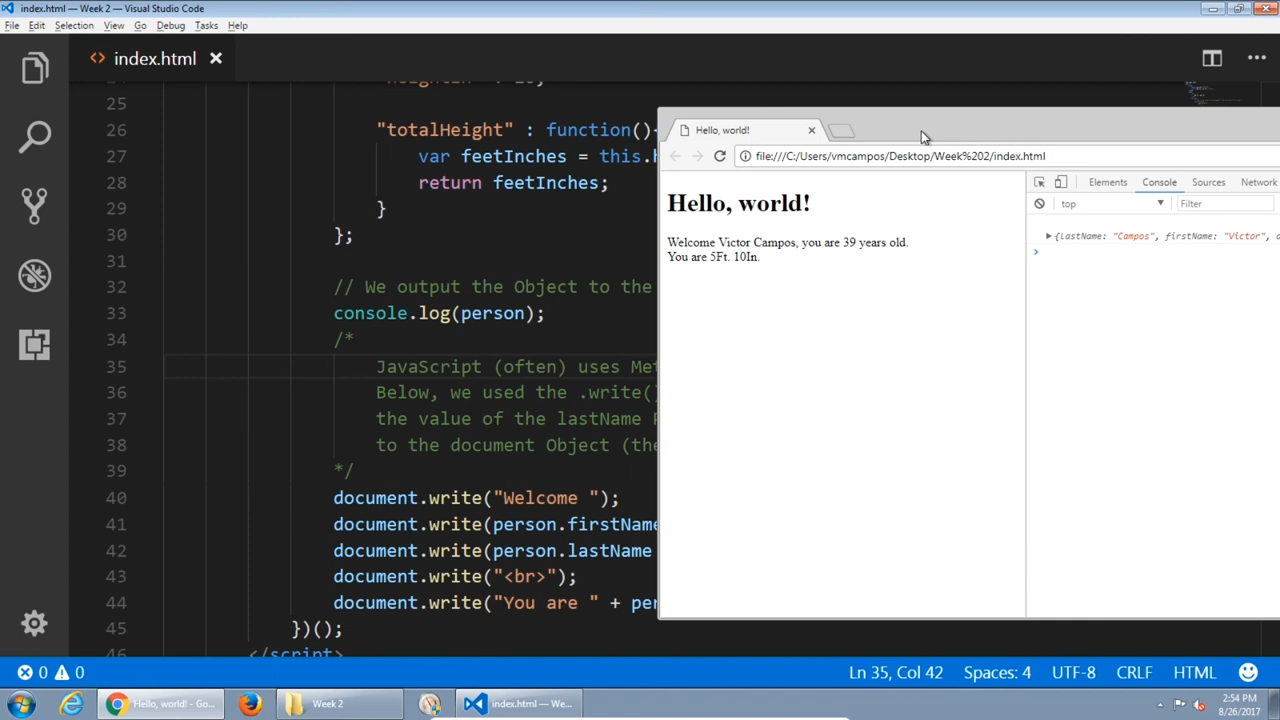 index.html — Week 2 — Visual Studio Code
File Edit Selection View Go Debug Tasks Help
index.html
25
26 "totalHeight" : function(){
27 var feetInches = this.
28 return feetInches;
29 }
30 };
31
32 // We output the Object to the
33 console.log(person);
34 /*
35 JavaScript (often) uses Met
36 Below, we used the .write()
37 the value of the lastName
38 to the document Object (the
39 */
40 document.write("Welcome ");
41 document.write(person.firstName
42 document.write(person.lastName
43 document.write("<br>");
44 document.write("You are " + per
45 })();
46 </script>
Hello, world!
file:///C:/Users/vmcampos/Desktop/Week%202/index.html
Hello, world!
Welcome Victor Campos, you are 39 years old.
You are 5Ft. 10In.
Elements Console Sources Network
top Filter
{lastName: "Campos", firstName: "Victor",
0 0 Ln 35, Col 42 Spaces: 4 UTF-8 CRLF HTML
Hello, world! - Go... Week 2 index.html — We... 2:54 PM
8/26/2017